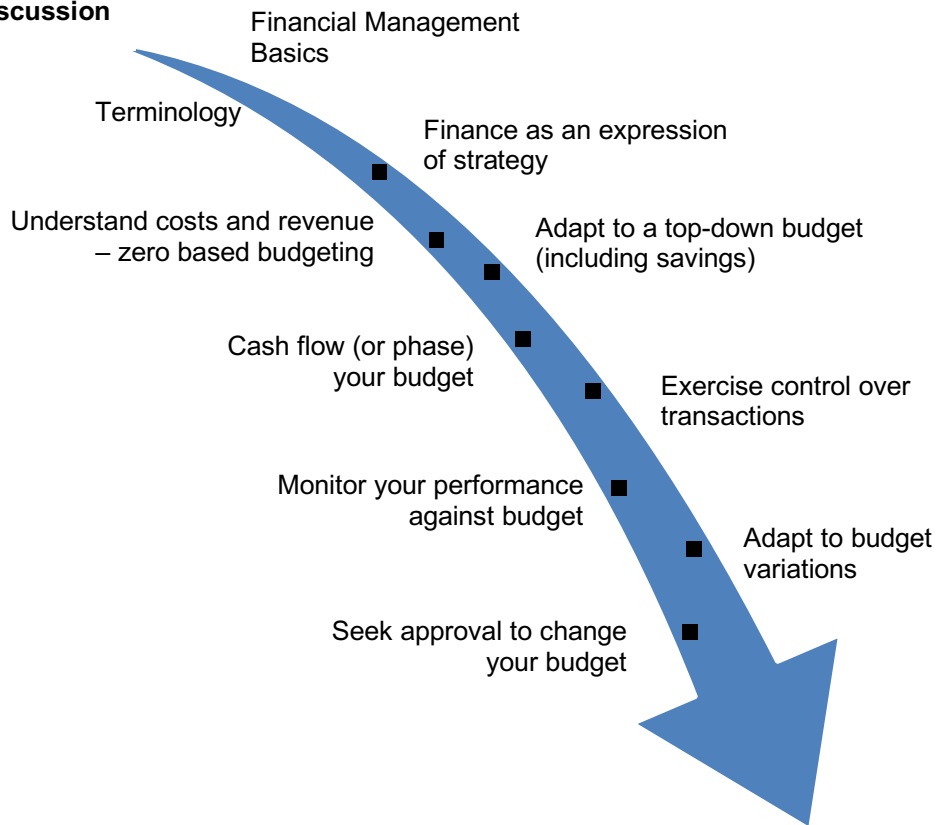 Financial Management
Basics
Terminology
Finance as an expression
of strategy
Understand costs and revenue
– zero based budgeting
Adapt to a top-down budget
(including savings)
Cash flow (or phase)
your budget
Exercise control over
transactions
Monitor your performance
against budget
Adapt to budget
variations
Seek approval to change
your budget